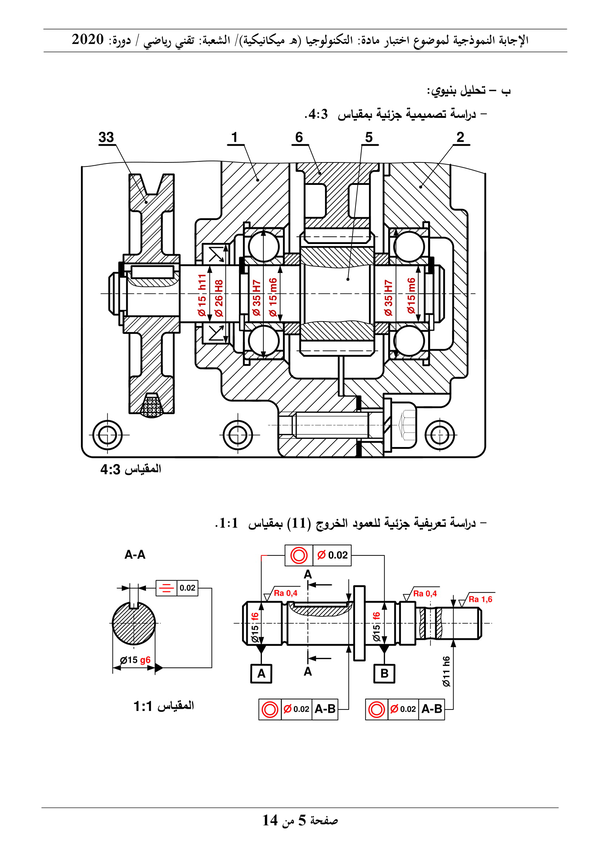 الإجابة النموذجية لموضوع اختبار مادة: التكنولوجيا (هـ ميكانيكية)/ الشعبة: تقني رياضي / دورة: 2020
ب – تحليل بنيوي:
– دراسة تصميمية جزئية بمقياس 4:3.
33 1 6 5 2
Ø 15 h11
Ø 26 H8
Ø 35 H7
Ø 15 m6
Ø 35 H7
Ø15 m6
المقياس 4:3
– دراسة تعريفية جزئية للعمود الخروج (11) بمقياس 1:1.
A-A
Ø 0.02
A
0.02
Ra 0,4
Ra 0,4
Ra 1,6
Ø15 f6
Ø15 f6
Ø15 g6
A
A
B
Ø11 h6
Ø 0.02 A-B
Ø 0.02 A-B
المقياس 1:1
صفحة 5 من 14